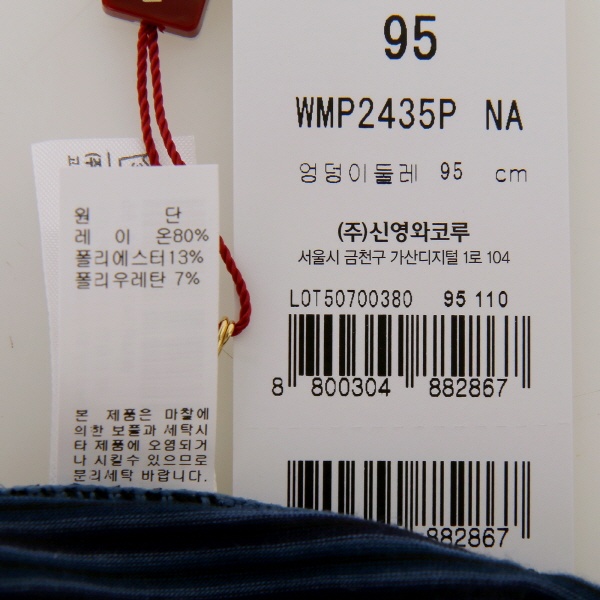 95
WMP2435P NA
엉덩이둘레 95 cm
(주)신영와코루
서울시 금천구 가산디지털 1로 104
LOT50700380 95 110
8 800304 882867
882867
원 단
레 이 온80%
폴리에스터13%
폴리우레탄 7%
본 제품은 마찰에
의한 보풀과 세탁시
타 제품에 오염되거
나 시킬수 있으므로
분리세탁 바랍니다.